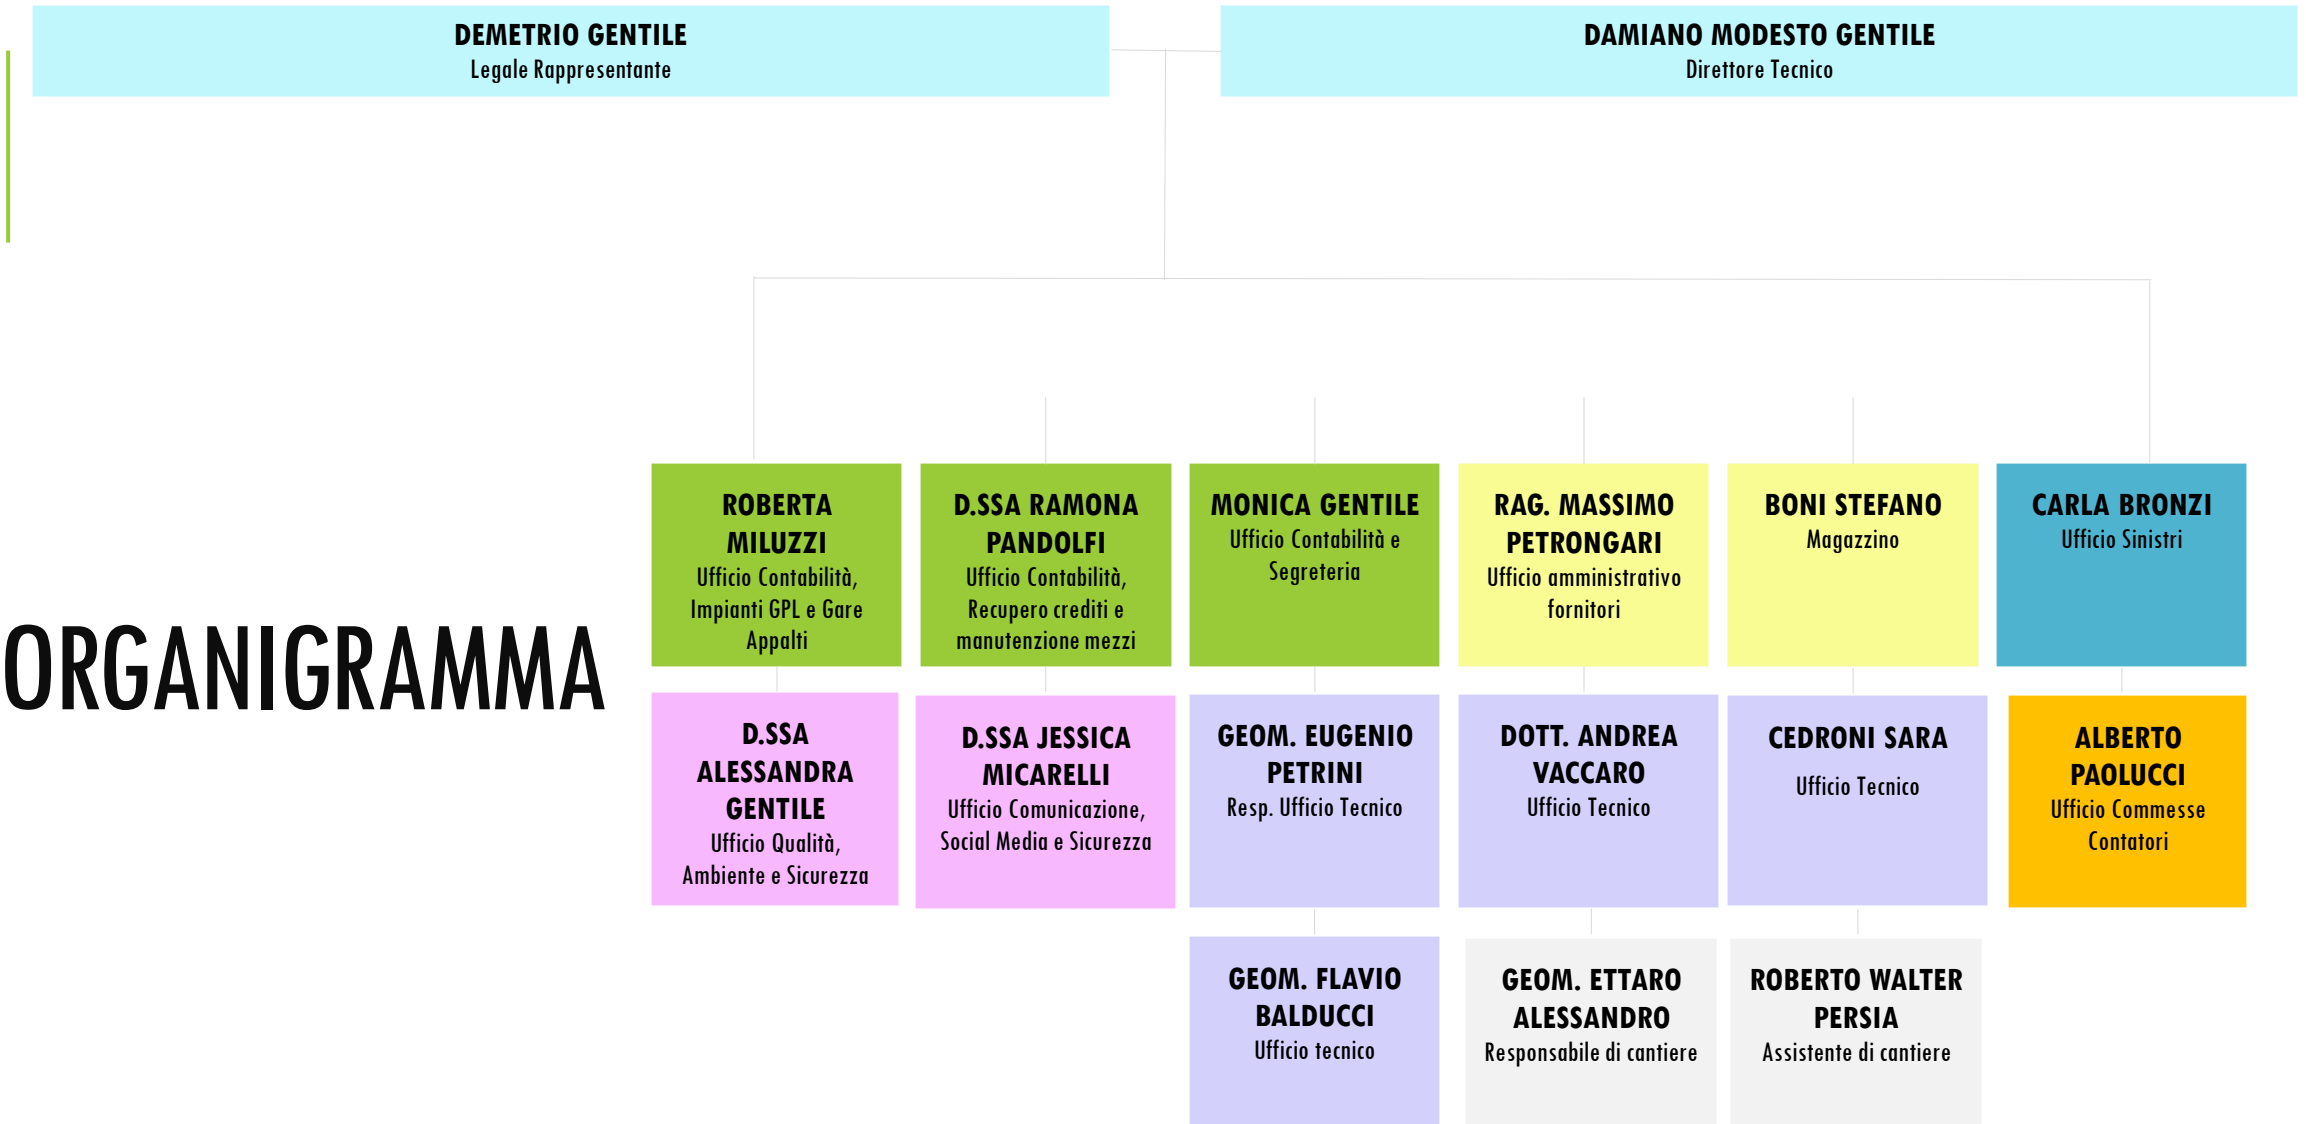 DEMETRIO GENTILE
Legale Rappresentante
DAMIANO MODESTO GENTILE
Direttore Tecnico
ORGANIGRAMMA
ROBERTA
MILUZZI
Ufficio Contabilità,
Impianti GPL e Gare
Appalti
D.SSA RAMONA
PANDOLFI
Ufficio Contabilità,
Recupero crediti e
manutenzione mezzi
MONICA GENTILE
Ufficio Contabilità e
Segreteria
RAG. MASSIMO
PETRONGARI
Ufficio amministrativo
fornitori
BONI STEFANO
Magazzino
CARLA BRONZI
Ufficio Sinistri
D.SSA
ALESSANDRA
GENTILE
Ufficio Qualità,
Ambiente e Sicurezza
D.SSA JESSICA
MICARELLI
Ufficio Comunicazione,
Social Media e Sicurezza
GEOM. EUGENIO
PETRINI
Resp. Ufficio Tecnico
DOTT. ANDREA
VACCARO
Ufficio Tecnico
CEDRONI SARA
Ufficio Tecnico
ALBERTO
PAOLUCCI
Ufficio Commesse
Contatori
GEOM. FLAVIO
BALDUCCI
Ufficio tecnico
GEOM. ETTARO
ALESSANDRO
Responsabile di cantiere
ROBERTO WALTER
PERSIA
Assistente di cantiere